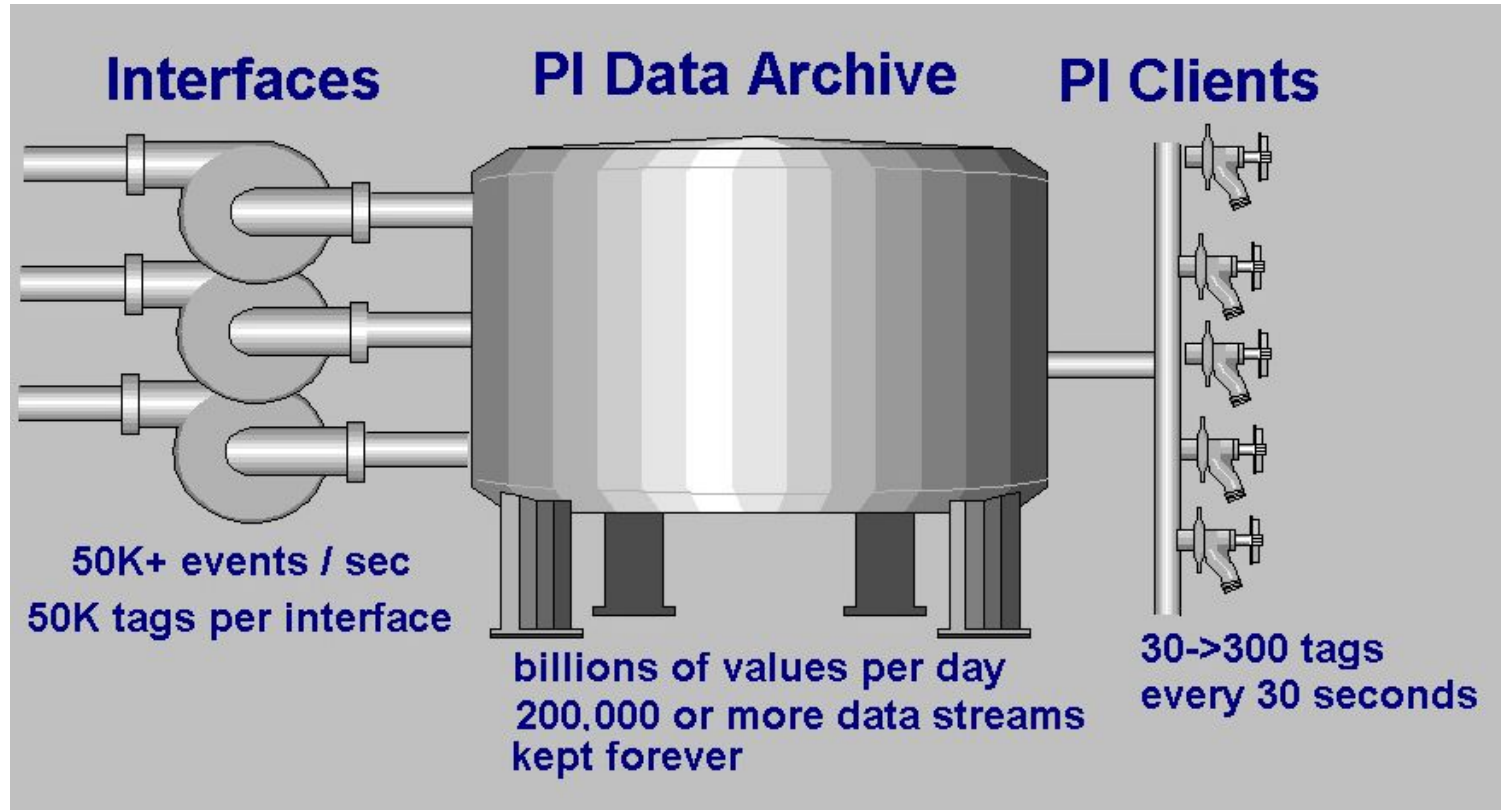 Interfaces
PI Data Archive
PI Clients
50K+ events / sec
50K tags per interface
billions of values per day
200,000 or more data streams
kept forever
30->300 tags
every 30 seconds